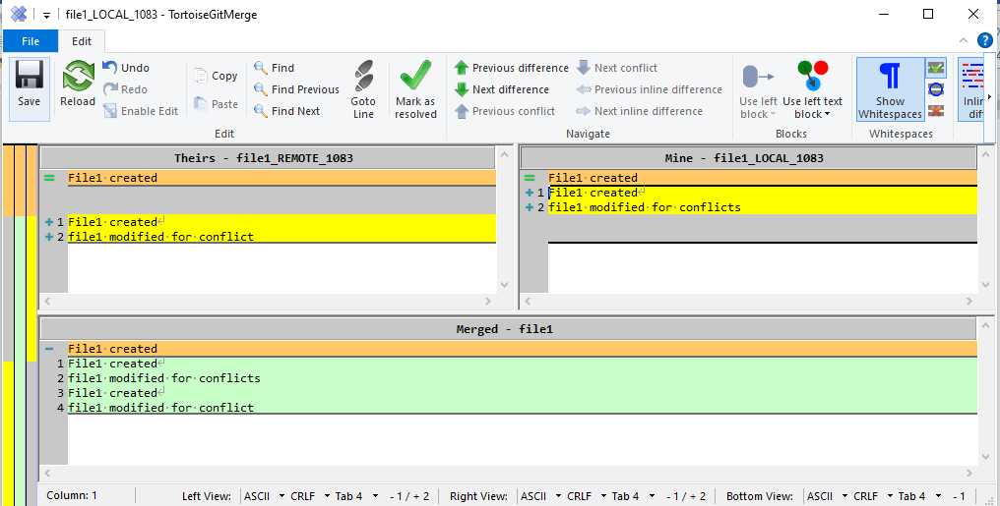 file1_LOCAL_1083 - TortoiseGitMerge
File Edit
Save
Reload
Undo
Redo
Enable Edit
Copy
Paste
Find
Find Previous
Find Next
Goto Line
Mark as resolved
Edit
Previous difference
Next difference
Previous conflict
Next conflict
Previous inline difference
Next inline difference
Navigate
Use left block
Use left text block
Blocks
Show Whitespaces
Whitespaces
Inlin
diff
Theirs - file1_REMOTE_1083
File1 created
1 File1 created
2 file1 modified for conflict
Mine - file1_LOCAL_1083
File1 created
1 File1 created
2 file1 modified for conflicts
Merged - file1
File1 created
1 File1 created
2 file1 modified for conflicts
3 File1 created
4 file1 modified for conflict
Column: 1 Left View: ASCII CRLF Tab 4 - 1 / + 2 Right View: ASCII CRLF Tab 4 - 1 / + 2 Bottom View: ASCII CRLF Tab 4 - 1